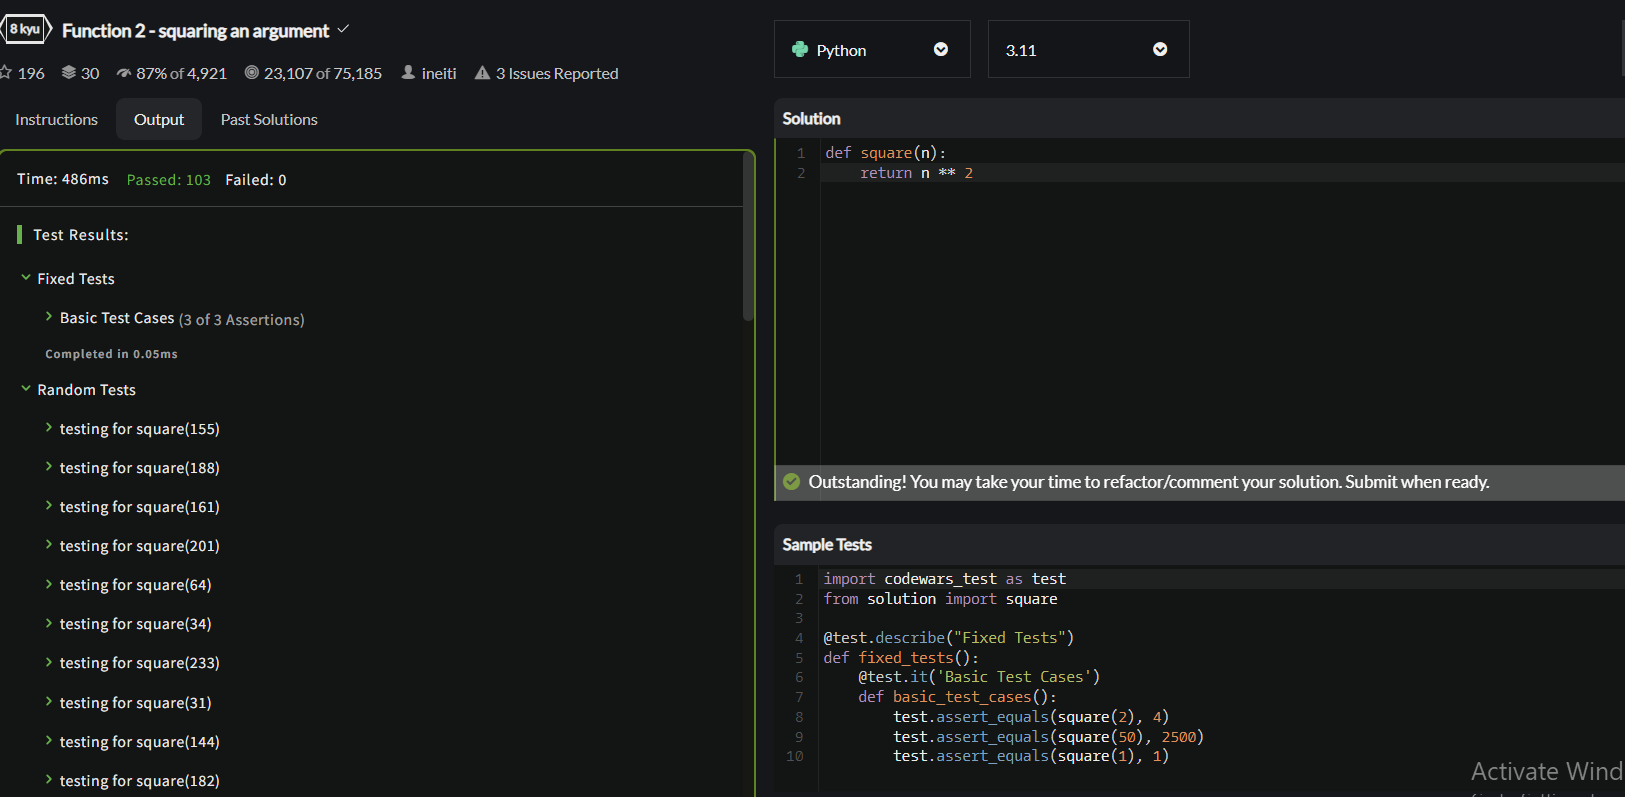 8 kyu Function 2 - squaring an argument
196 30 87% of 4,921 23,107 of 75,185 ineiti 3 Issues Reported
Instructions Output Past Solutions
Time: 486ms Passed: 103 Failed: 0
Test Results:
Fixed Tests
Basic Test Cases (3 of 3 Assertions)
Completed in 0.05ms
Random Tests
testing for square(155)
testing for square(188)
testing for square(161)
testing for square(201)
testing for square(64)
testing for square(34)
testing for square(233)
testing for square(31)
testing for square(144)
testing for square(182)
Python 3.11
Solution
1 def square(n):
2 return n ** 2
Outstanding! You may take your time to refactor/comment your solution. Submit when ready.
Sample Tests
1 import codewars_test as test
2 from solution import square
3
4 @test.describe("Fixed Tests")
5 def fixed_tests():
6 @test.it('Basic Test Cases')
7 def basic_test_cases():
8 test.assert_equals(square(2), 4)
9 test.assert_equals(square(50), 2500)
10 test.assert_equals(square(1), 1)
Activate Wind